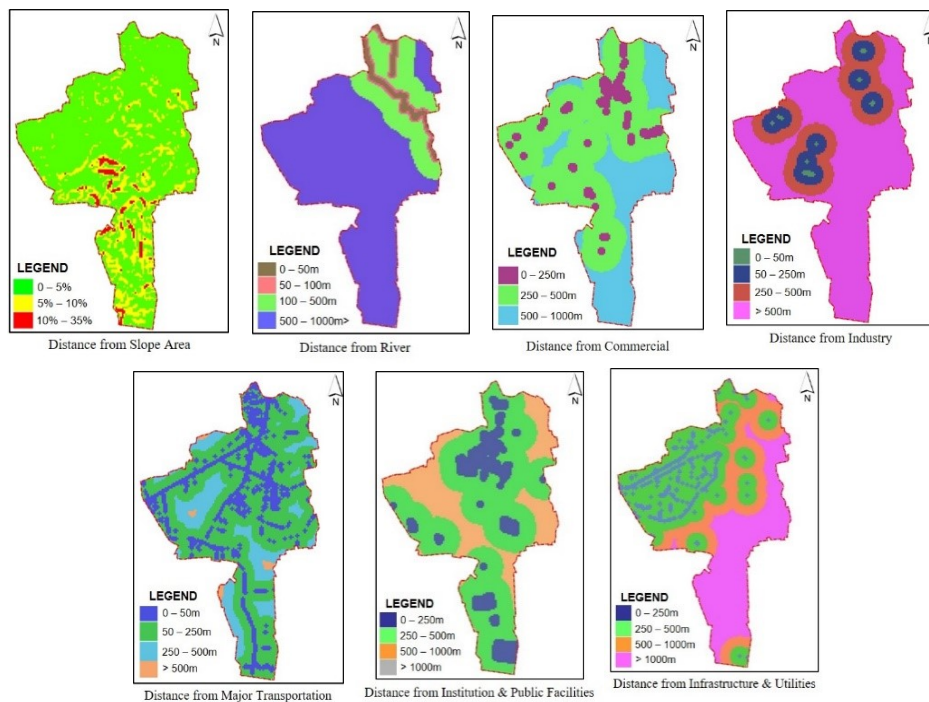 N
LEGEND
0 – 5%
5% – 10%
10% – 35%
Distance from Slope Area
N
LEGEND
0 – 50m
50 – 100m
100 – 500m
500 – 1000m>
Distance from River
N
LEGEND
0 – 250m
250 – 500m
500 – 1000m
Distance from Commercial
N
LEGEND
0 – 50m
50 – 250m
250 – 500m
> 500m
Distance from Industry
N
LEGEND
0 – 50m
50 – 250m
250 – 500m
> 500m
Distance from Major Transportation
N
LEGEND
0 – 250m
250 – 500m
500 – 1000m
> 1000m
Distance from Institution & Public Facilities
N
LEGEND
0 – 250m
250 – 500m
500 – 1000m
> 1000m
Distance from Infrastructure & Utilities